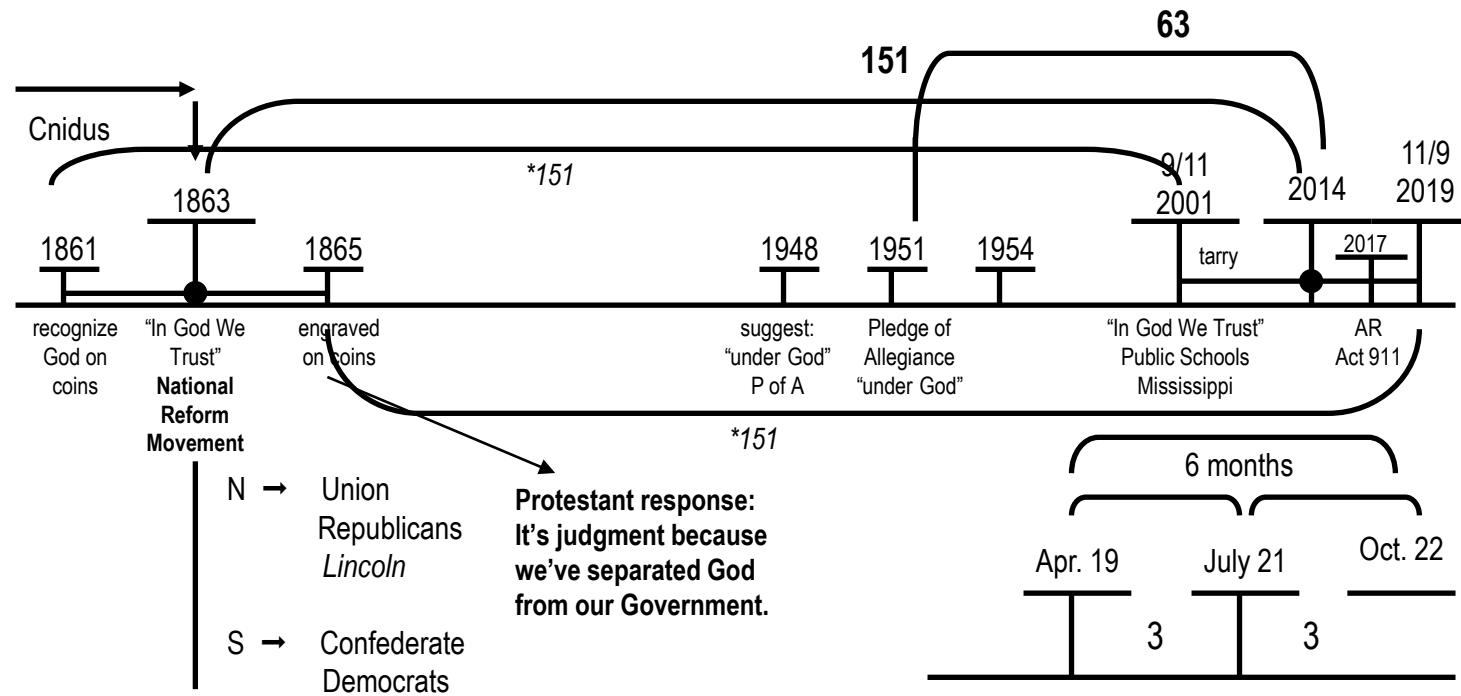 63
151
Cnidus
*151
9/11
2001
11/9
2019
2014
1863
1861
1865
1948
1951
1954
tarry
2017
recognize
God on
coins
“In God We
Trust”
National
Reform
Movement
engraved
on coins
suggest:
“under God”
P of A
Pledge of
Allegiance
“under God”
“In God We Trust”
Public Schools
Mississippi
AR
Act 911
*151
6 months
N → Union
Republicans
Lincoln
S → Confederate
Democrats
Protestant response:
It’s judgment because
we’ve separated God
from our Government.
Apr. 19
July 21
Oct. 22
3
3